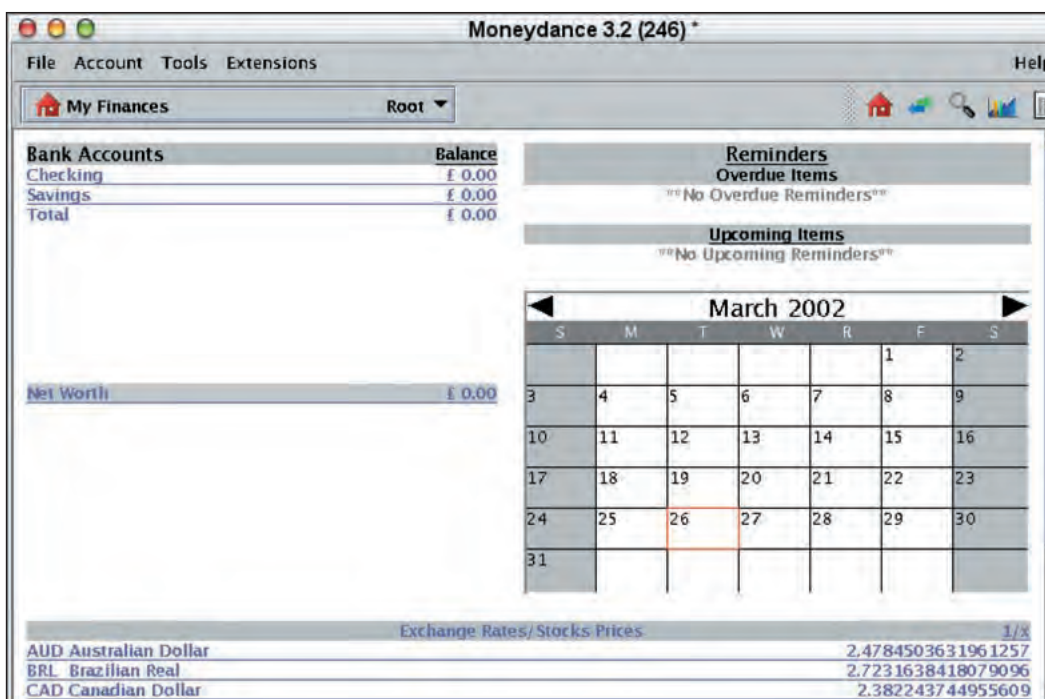 Moneydance 3.2 (246) *
File Account Tools Extensions Help
My Finances Root
Bank Accounts Balance
Checking £ 0.00
Savings £ 0.00
Total £ 0.00
Net Worth £ 0.00
Reminders
Overdue Items
**No Overdue Reminders**
Upcoming Items
**No Upcoming Reminders**
March 2002
S M T W R F S
1 2
3 4 5 6 7 8 9
10 11 12 13 14 15 16
17 18 19 20 21 22 23
24 25 26 27 28 29 30
31
Exchange Rates/Stocks Prices 1/x
AUD Australian Dollar 2.4784503631961257
BRL Brazilian Real 2.7231638418079096
CAD Canadian Dollar 2.382243744955609